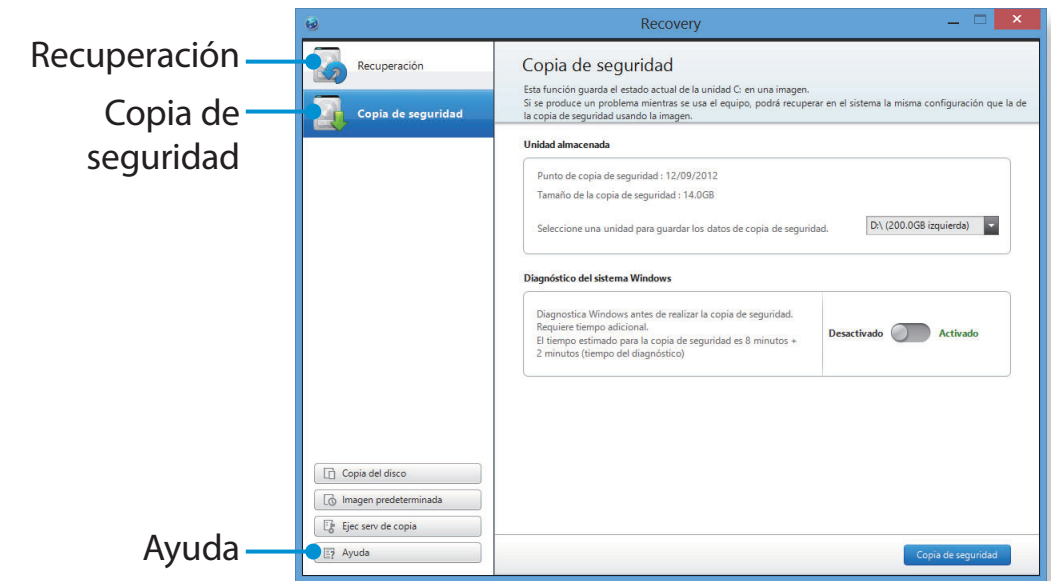 Recovery
Recuperación
Copia de
seguridad
Ayuda
Recuperación
Copia de seguridad
Copia del disco
Imagen predeterminada
Ejec serv de copia
Ayuda
Copia de seguridad
Esta función guarda el estado actual de la unidad C: en una imagen.
Si se produce un problema mientras se usa el equipo, podrá recuperar en el sistema la misma configuración que la de
la copia de seguridad usando la imagen.
Unidad almacenada
Punto de copia de seguridad : 12/09/2012
Tamaño de la copia de seguridad : 14.0GB
Seleccione una unidad para guardar los datos de copia de seguridad.
D:\ (200.0GB izquierda)
Diagnóstico del sistema Windows
Diagnostica Windows antes de realizar la copia de seguridad.
Requiere tiempo adicional.
El tiempo estimado para la copia de seguridad es 8 minutos +
2 minutos (tiempo del diagnóstico)
Desactivado
Activado
Copia de seguridad